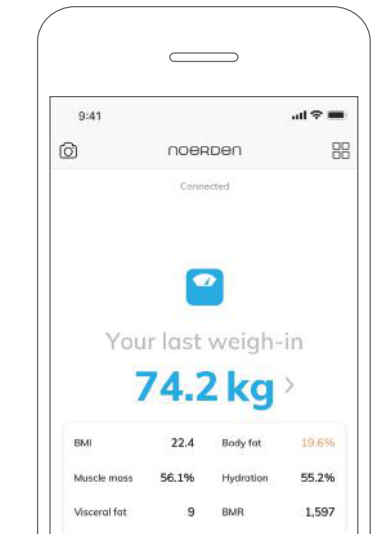 9:41
NOERDEN
Connected
Your last weigh-in
74.2 kg
BMI 22.4 Body fat 19.6%
Muscle mass 56.1% Hydration 55.2%
Visceral fat 9 BMR 1,597